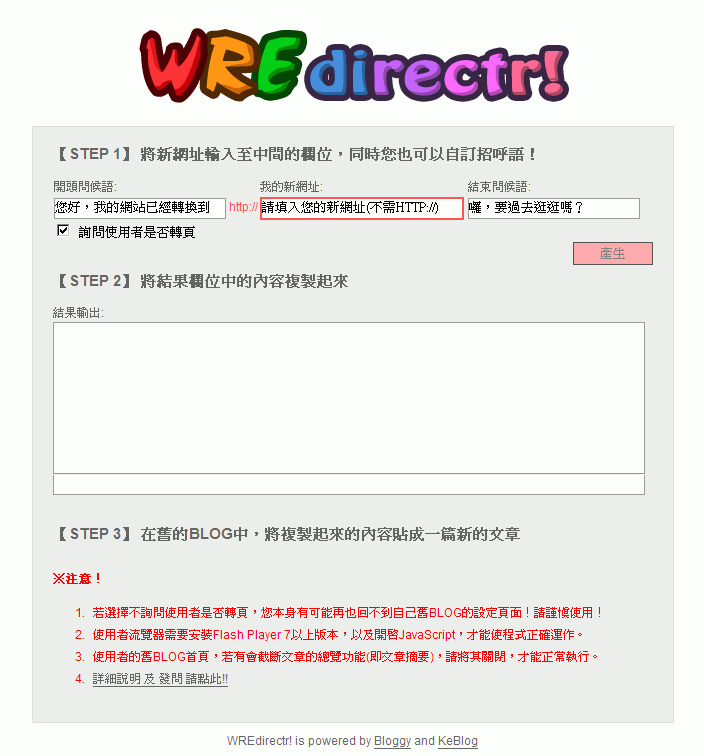 WREdirectr!
【 STEP 1】 將新網址輸入至中間的欄位，同時您也可以自訂招呼語！
開頭問候語: 我的新網址: 結束問候語:
您好，我的網站已經轉換到 http:// 請填入您的新網址(不需HTTP://) 囉，要過去逛逛嗎？
詢問使用者是否轉頁
產生
【 STEP 2】 將結果欄位中的內容複製起來
結果輸出:
【 STEP 3】 在舊的BLOG中，將複製起來的內容貼成一篇新的文章
※注意！
1. 若選擇不詢問使用者是否轉頁，您本身有可能再也回不到自己舊BLOG的設定頁面！請謹慎使用！
2. 使用者流覽器需要安裝Flash Player 7以上版本，以及開啟JavaScript，才能使程式正確運作。
3. 使用者的舊BLOG首頁，若有會截斷文章的總覽功能(即文章摘要)，請將其關閉，才能正常執行。
4. 詳細說明 及 發問 請點此!!
WREdirectr! is powered by Bloggy and KeBlog